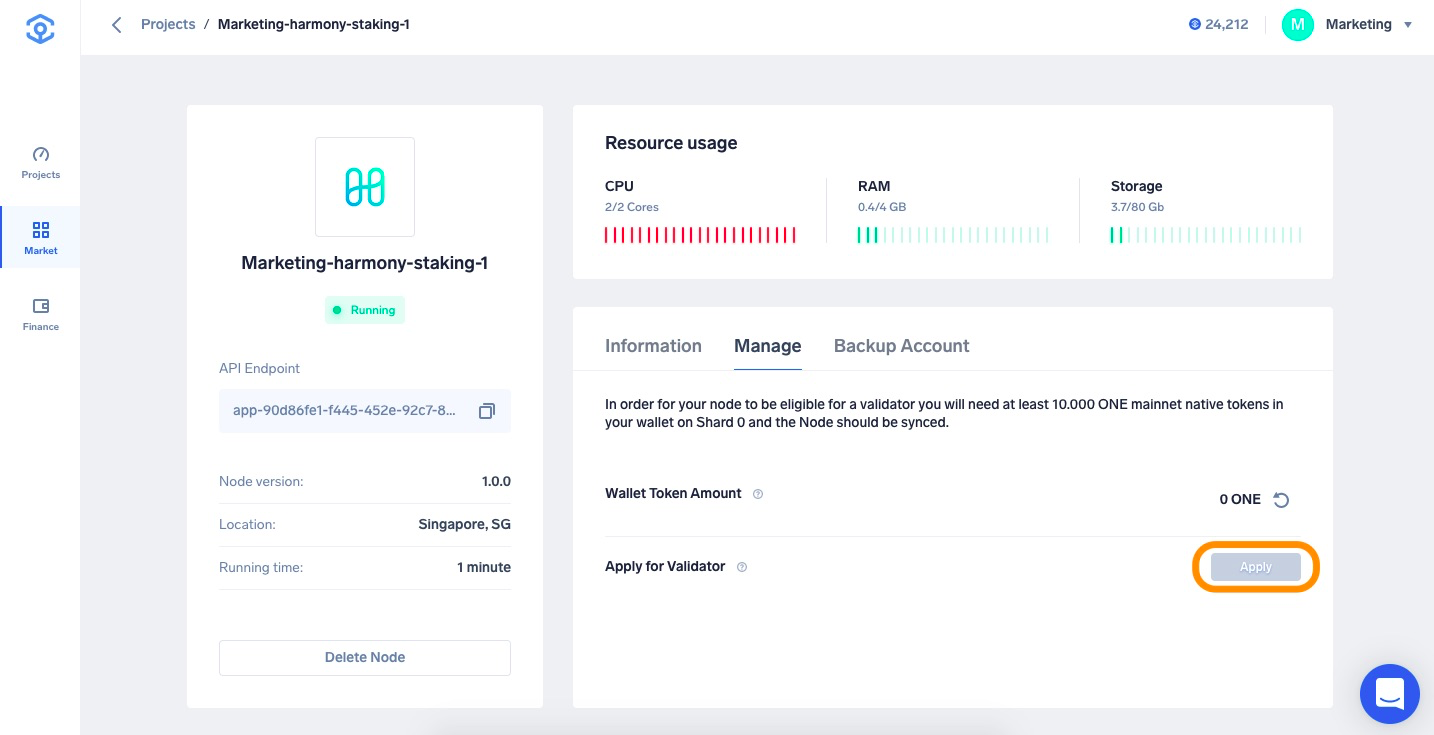 Projects / Marketing-harmony-staking-1
24,212
M
Marketing
Projects
Market
Finance
Marketing-harmony-staking-1
Running
API Endpoint
app-90d86fe1-f445-452e-92c7-8...
Node version: 1.0.0
Location: Singapore, SG
Running time: 1 minute
Delete Node
Resource usage
CPU
2/2 Cores
RAM
0.4/4 GB
Storage
3.7/80 Gb
Information Manage Backup Account
In order for your node to be eligible for a validator you will need at least 10.000 ONE mainnet native tokens in
your wallet on Shard 0 and the Node should be synced.
Wallet Token Amount ?
0 ONE
Apply for Validator ?
Apply